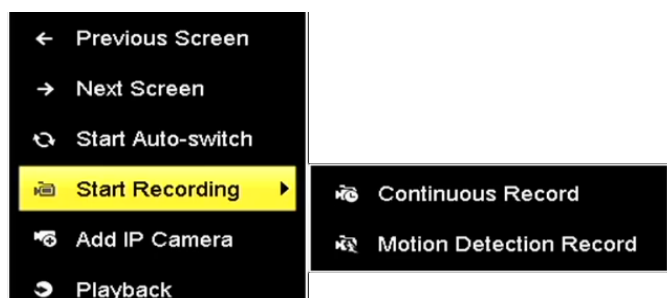 Previous Screen
Next Screen
Start Auto-switch
Start Recording
Continuous Record
Add IP Camera
Motion Detection Record
Playback